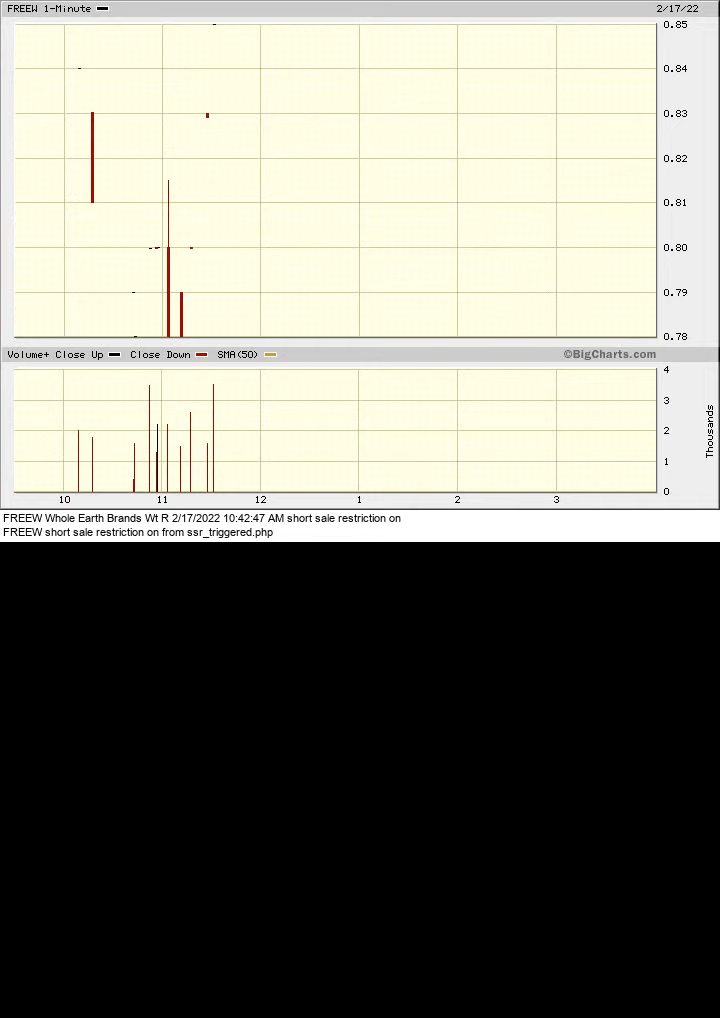 FREEW 1-Minute 2/17/22
0.85
0.84
0.83
0.82
0.81
0.80
0.79
0.78
Volume+ Close Up Close Down SMA(50) ©BigCharts.com
4
3
2
1
0
Thousands
10 11 12 1 2 3
FREEW Whole Earth Brands Wt R 2/17/2022 10:42:47 AM short sale restriction on
FREEW short sale restriction on from ssr_triggered.php